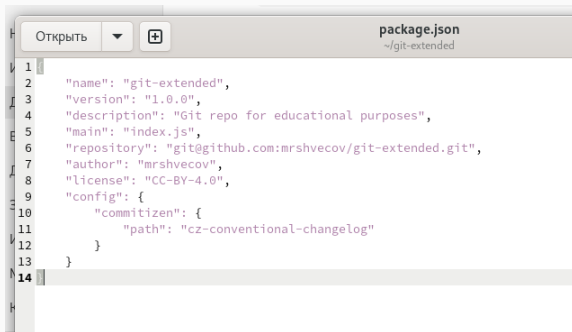 Открыть
package.json
~/git-extended
1 {
2     "name": "git-extended",
3     "version": "1.0.0",
4     "description": "Git repo for educational purposes",
5     "main": "index.js",
6     "repository": "git@github.com:mrshvecov/git-extended.git",
7     "author": "mrshvecov",
8     "license": "CC-BY-4.0",
9     "config": {
10         "commitizen": {
11             "path": "cz-conventional-changelog"
12         }
13     }
14 }